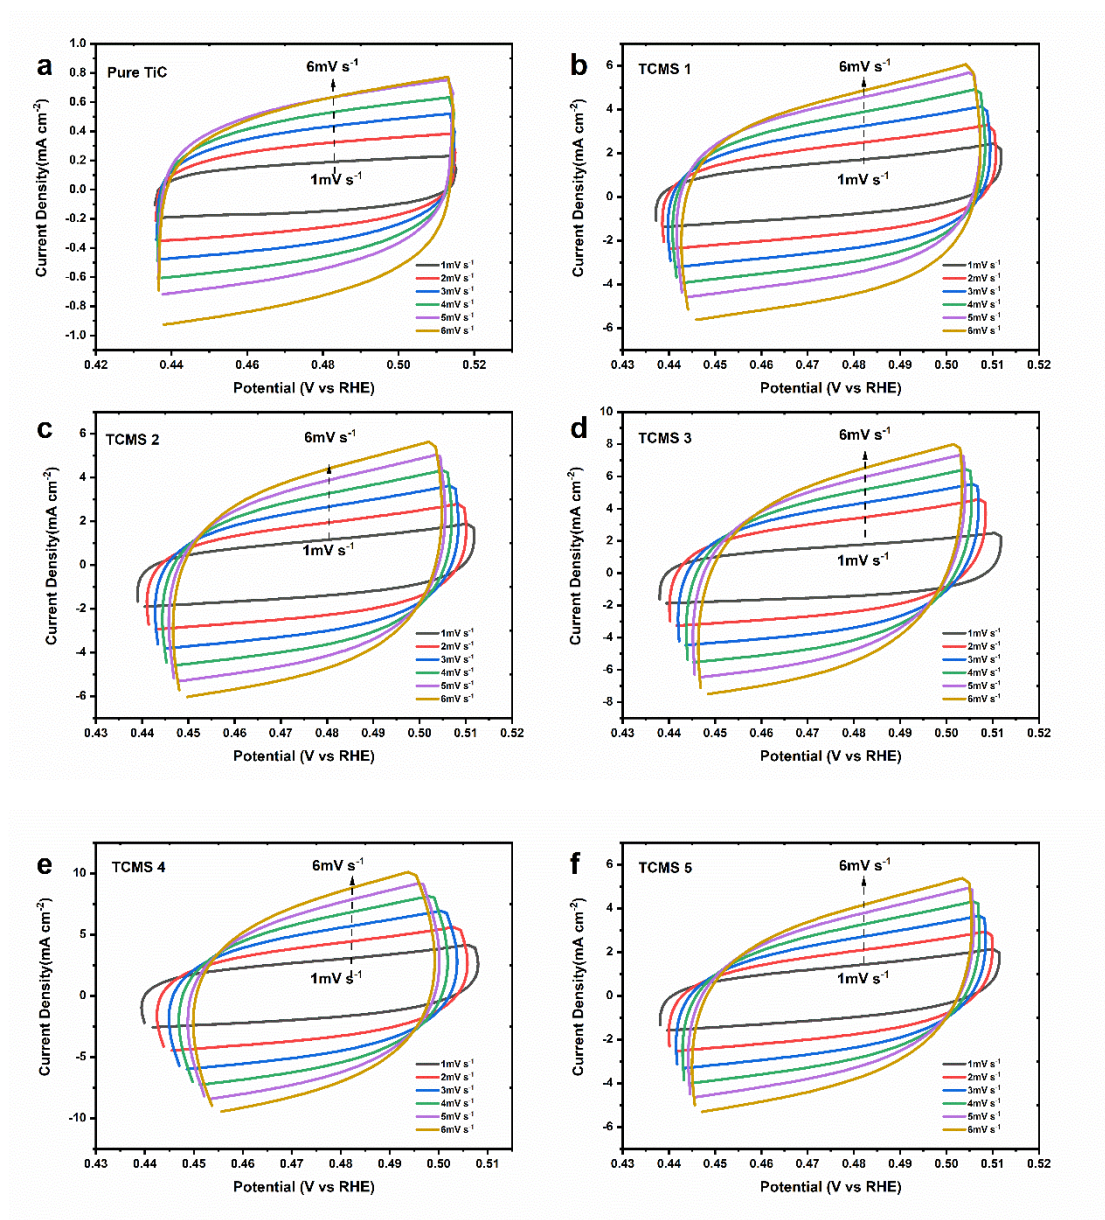 a
Pure TiC
6mV s-1
1mV s-1
1.0
0.8
0.6
0.4
0.2
0.0
-0.2
-0.4
-0.6
-0.8
-1.0
Current Density(mA cm-2)
1mV s-1
2mV s-1
3mV s-1
4mV s-1
5mV s-1
6mV s-1
0.42 0.44 0.46 0.48 0.50 0.52
Potential (V vs RHE)
b
TCMS 1
6mV s-1
1mV s-1
6
4
2
0
-2
-4
-6
Current Density(mA cm-2)
1mV s-1
2mV s-1
3mV s-1
4mV s-1
5mV s-1
6mV s-1
0.43 0.44 0.45 0.46 0.47 0.48 0.49 0.50 0.51 0.52
Potential (V vs RHE)
c
TCMS 2
6mV s-1
1mV s-1
6
4
2
0
-2
-4
-6
Current Density(mA cm-2)
1mV s-1
2mV s-1
3mV s-1
4mV s-1
5mV s-1
6mV s-1
0.43 0.44 0.45 0.46 0.47 0.48 0.49 0.50 0.51 0.52
Potential (V vs RHE)
d
TCMS 3
6mV s-1
1mV s-1
10
8
6
4
2
0
-2
-4
-6
-8
Current Density(mA cm-2)
1mV s-1
2mV s-1
3mV s-1
4mV s-1
5mV s-1
6mV s-1
0.43 0.44 0.45 0.46 0.47 0.48 0.49 0.50 0.51 0.52
Potential (V vs RHE)
e
TCMS 4
6mV s-1
1mV s-1
10
5
0
-5
-10
Current Density(mA cm-2)
1mV s-1
2mV s-1
3mV s-1
4mV s-1
5mV s-1
6mV s-1
0.43 0.44 0.45 0.46 0.47 0.48 0.49 0.50 0.51
Potential (V vs RHE)
f
TCMS 5
6mV s-1
1mV s-1
6
4
2
0
-2
-4
-6
Current Density(mA cm-2)
1mV s-1
2mV s-1
3mV s-1
4mV s-1
5mV s-1
6mV s-1
0.43 0.44 0.45 0.46 0.47 0.48 0.49 0.50 0.51 0.52
Potential (V vs RHE)